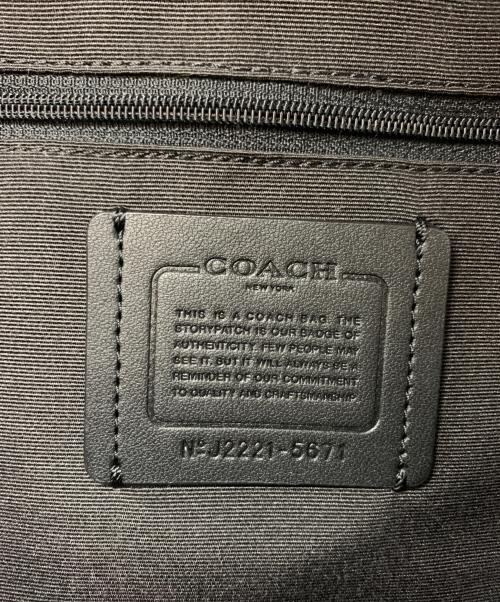 COACH
NEW YORK
THIS IS A COACH BAG. THE
STORYPATCH IS OUR BADGE OF
AUTHENTICITY. FEW PEOPLE MAY
SEE IT. BUT IT WILL ALWAYS BE A
REMINDER OF OUR COMMITMENT
TO QUALITY AND CRAFTSMANSHIP.
Nº J2221-5671